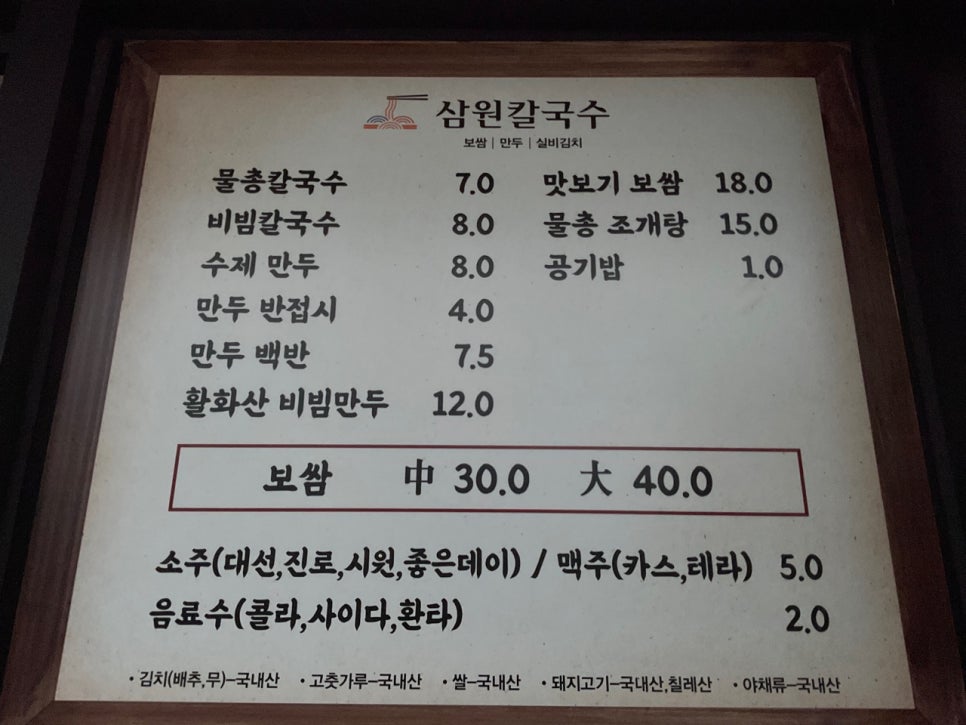 삼원칼국수
보쌈 | 만두 | 실비김치
물총칼국수 7.0
비빔칼국수 8.0
수제 만두 8.0
만두 반접시 4.0
만두 백반 7.5
활화산 비빔만두 12.0
맛보기 보쌈 18.0
물총 조개탕 15.0
공기밥 1.0
보쌈 中 30.0 大 40.0
소주(대선,진로,시원,좋은데이) / 맥주(카스,테라) 5.0
음료수(콜라,사이다,환타) 2.0
·김치(배추,무)–국내산 ·고춧가루–국내산 ·쌀–국내산 ·돼지고기–국내산,칠레산 ·야채류–국내산